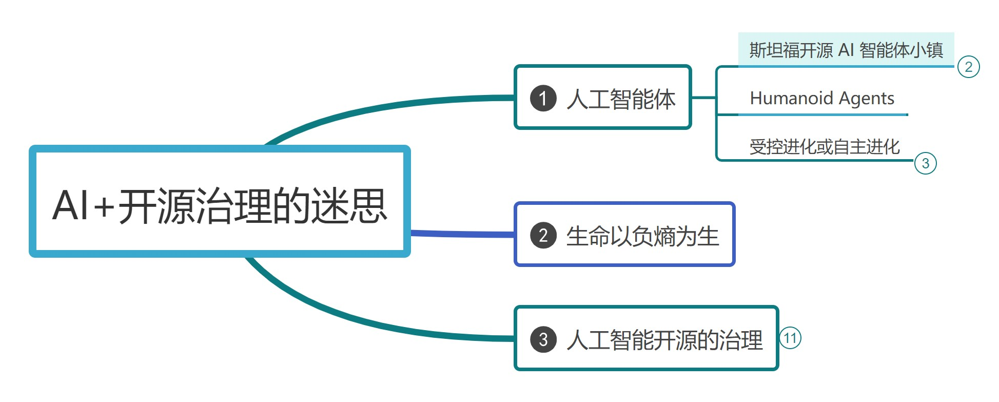 AI+开源治理的迷思
1 人工智能体
斯坦福开源 AI 智能体小镇
2
Humanoid Agents
受控进化或自主进化
3
2 生命以负熵为生
3 人工智能开源的治理
11